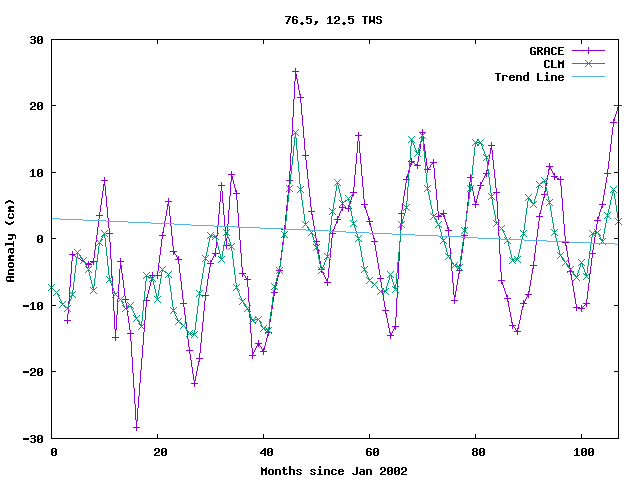 76.5, 12.5 TWS
GRACE
CLM
Trend Line
Anomaly (cm)
30
20
10
0
-10
-20
-30
0 20 40 60 80 100
Months since Jan 2002